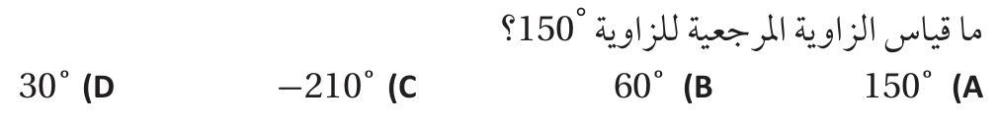 ما قياس الزاوية المرجعية للزاوية 150°؟
A) 150° B) 60° C) −210° D) 30°